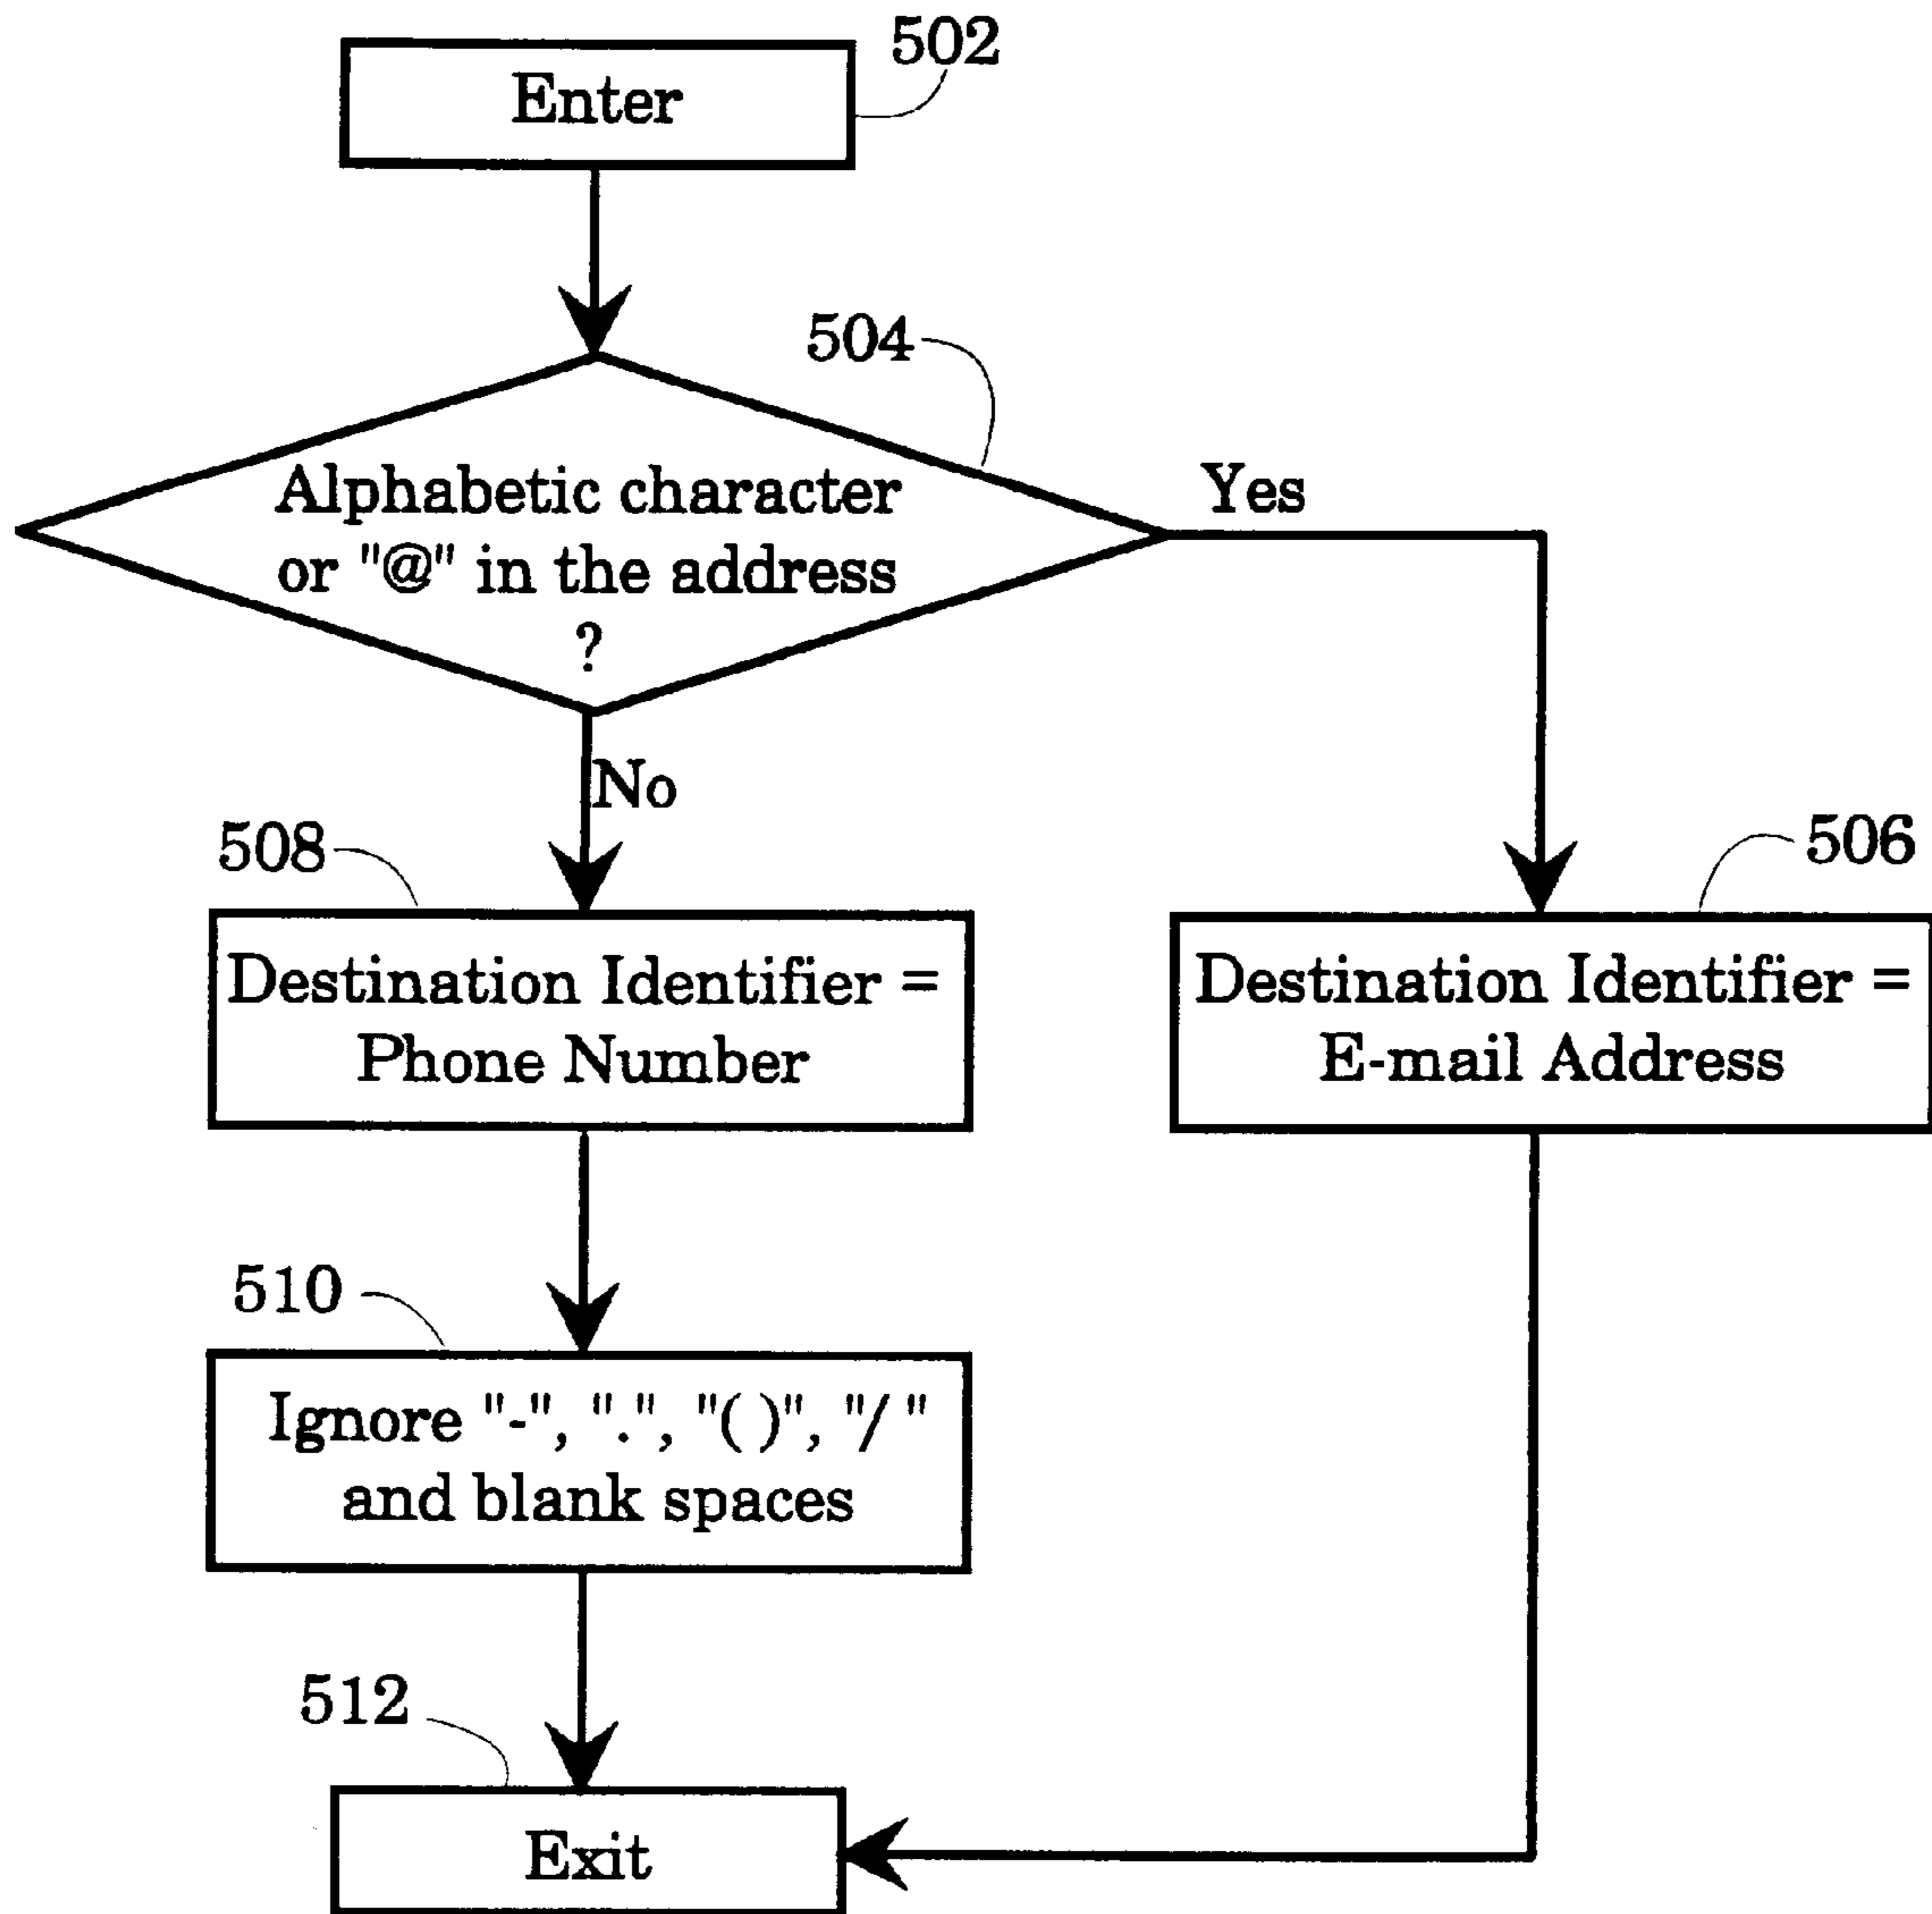 502
Enter
504
Alphabetic character
or "@" in the address
?
Yes
No
508
506
Destination Identifier =
Phone Number
Destination Identifier =
E-mail Address
510
Ignore "-", ".", "( )", "/ "
and blank spaces
512
Exit